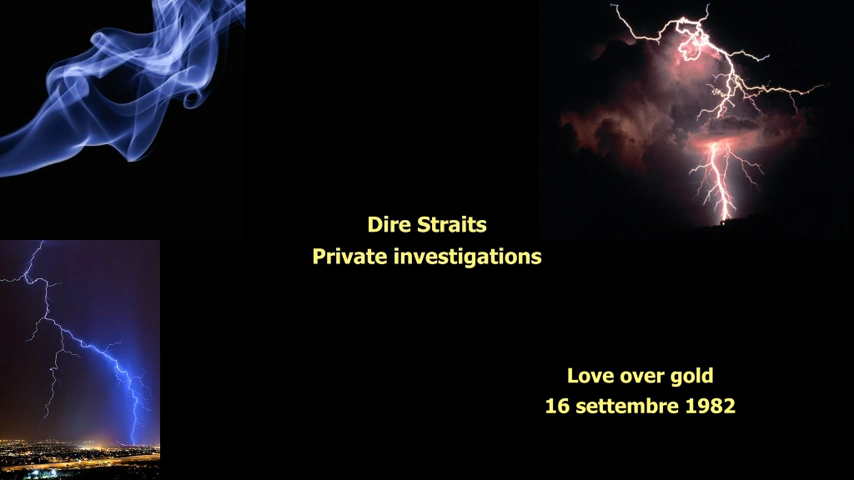 Dire Straits
Private investigations
Love over gold
16 settembre 1982